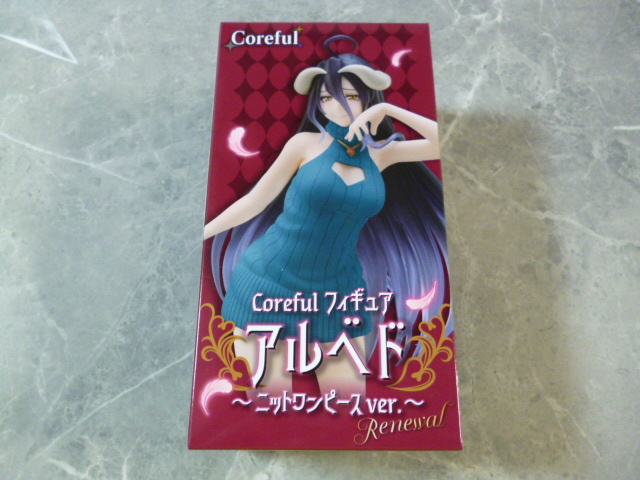 Coreful
Coreful フィギュア
アルベド
～ニットワンピースver.～
Renewal